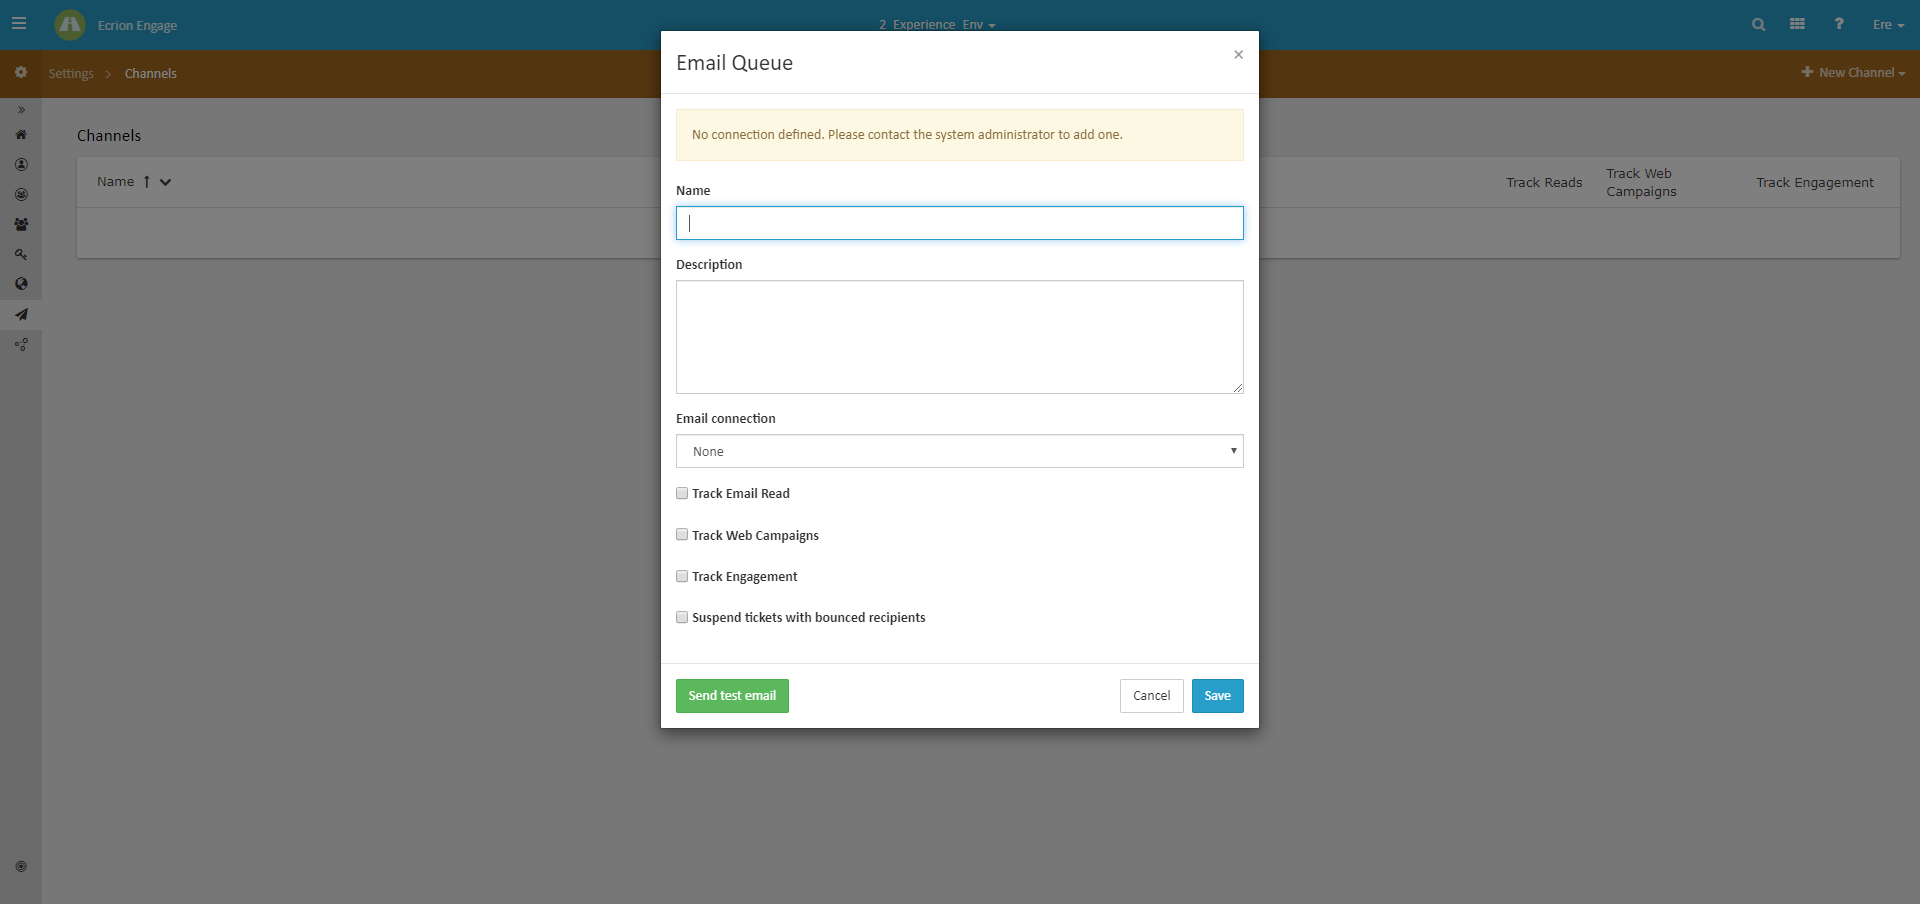 Ecrion Engage
2_Experience_Env
Ere
Settings > Channels
New Channel
Channels
Name
Track Reads
Track Web
Campaigns
Track Engagement
Email Queue
×
No connection defined. Please contact the system administrator to add one.
Name
Description
Email connection
None
Track Email Read
Track Web Campaigns
Track Engagement
Suspend tickets with bounced recipients
Send test email
Cancel
Save